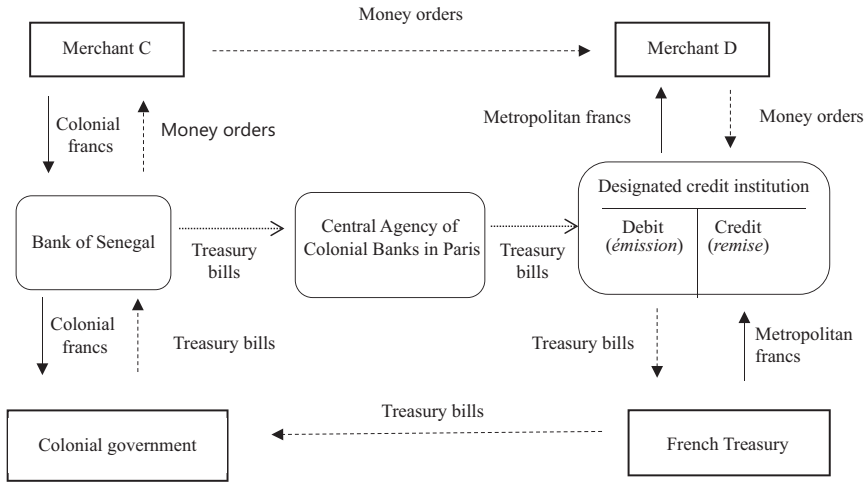 Money orders
Merchant C
Merchant D
Colonial
francs
Money orders
Metropolitan francs
Money orders
Bank of Senegal
Treasury
bills
Central Agency of
Colonial Banks in Paris
Treasury
bills
Designated credit institution
Debit
(émission)
Credit
(remise)
Colonial
francs
Treasury bills
Treasury bills
Metropolitan
francs
Treasury bills
Colonial government
French Treasury